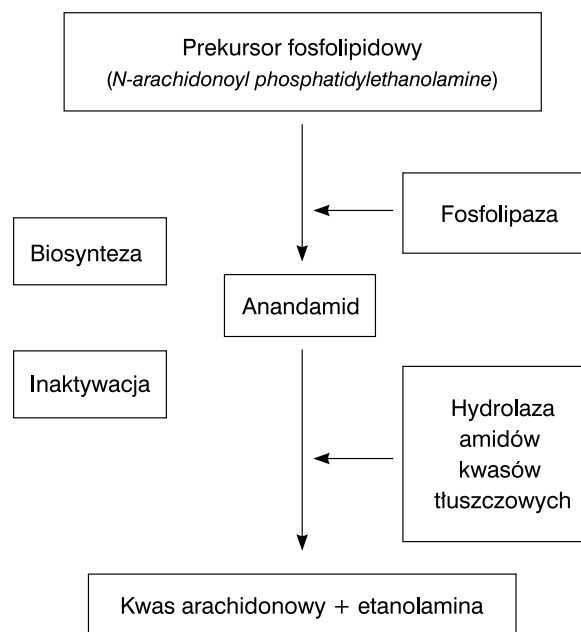 Prekursor fosfolipidowy
(N-arachidonoyl phosphatidylethanolamine)
Fosfolipaza
Biosynteza
Anandamid
Inaktywacja
Hydrolaza
amidów
kwasów
tłuszczowych
Kwas arachidonowy + etanolamina